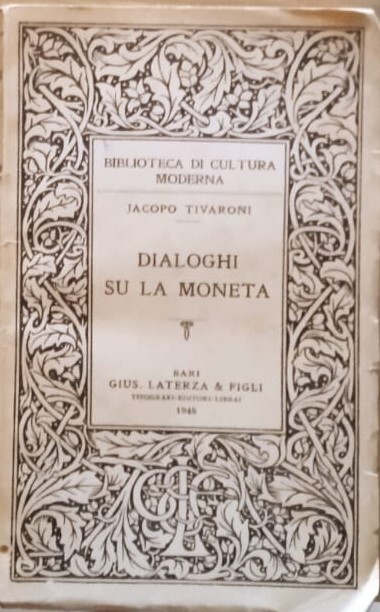 BIBLIOTECA DI CULTURA
MODERNA
JACOPO TIVARONI
DIALOGHI
SU LA MONETA
BARI
GIUS. LATERZA & FIGLI
TIPOGRAFI-EDITORI-LIBRAI
1945